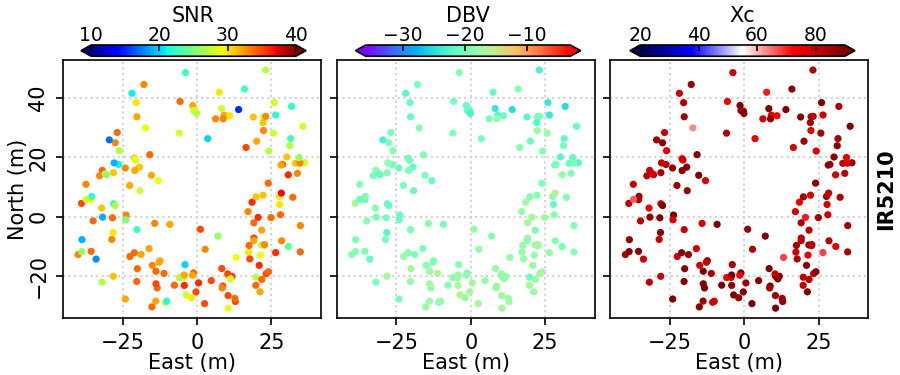 SNR DBV Xc
10 20 30 40 −30 −20 −10 20 40 60 80
North (m)
40
20
0
−20
IR5210
−25 0 25 −25 0 25 −25 0 25
East (m) East (m) East (m)